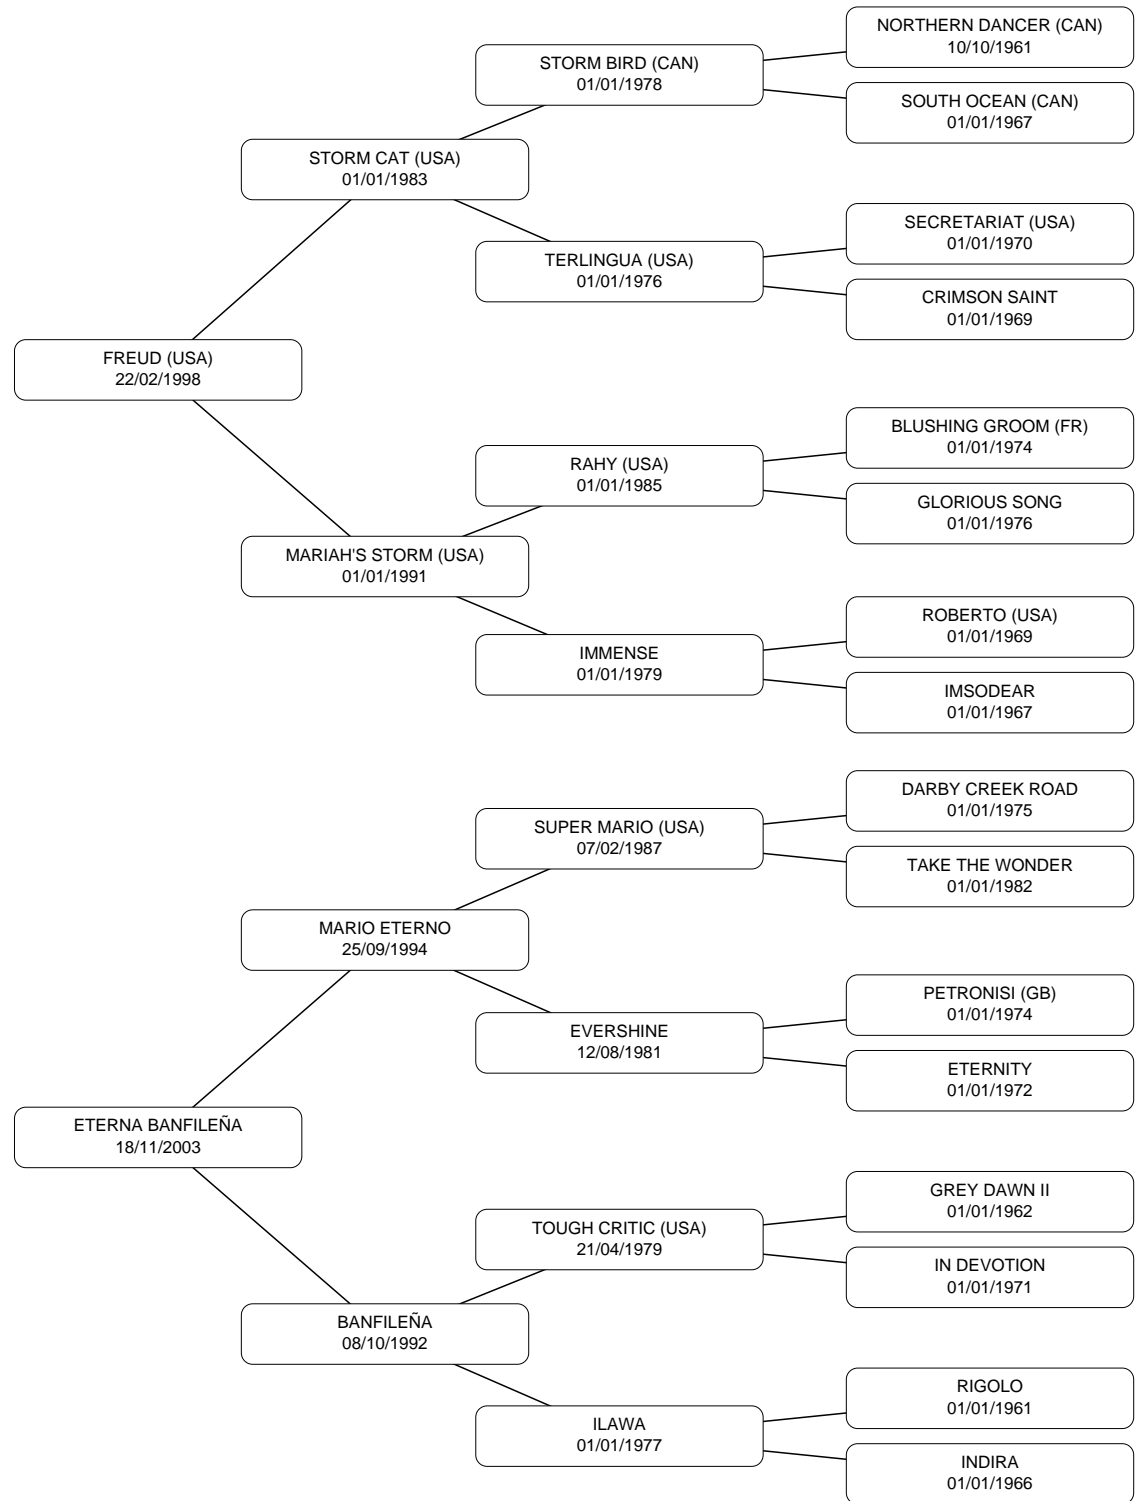 NORTHERN DANCER (CAN)
10/10/1961
STORM BIRD (CAN)
01/01/1978
SOUTH OCEAN (CAN)
01/01/1967
STORM CAT (USA)
01/01/1983
SECRETARIAT (USA)
01/01/1970
TERLINGUA (USA)
01/01/1976
CRIMSON SAINT
01/01/1969
FREUD (USA)
22/02/1998
BLUSHING GROOM (FR)
01/01/1974
RAHY (USA)
01/01/1985
GLORIOUS SONG
01/01/1976
MARIAH'S STORM (USA)
01/01/1991
ROBERTO (USA)
01/01/1969
IMMENSE
01/01/1979
IMSODEAR
01/01/1967
DARBY CREEK ROAD
01/01/1975
SUPER MARIO (USA)
07/02/1987
TAKE THE WONDER
01/01/1982
MARIO ETERNO
25/09/1994
PETRONISI (GB)
01/01/1974
EVERSHINE
12/08/1981
ETERNITY
01/01/1972
ETERNA BANFILEÑA
18/11/2003
GREY DAWN II
01/01/1962
TOUGH CRITIC (USA)
21/04/1979
IN DEVOTION
01/01/1971
BANFILEÑA
08/10/1992
RIGOLO
01/01/1961
ILAWA
01/01/1977
INDIRA
01/01/1966